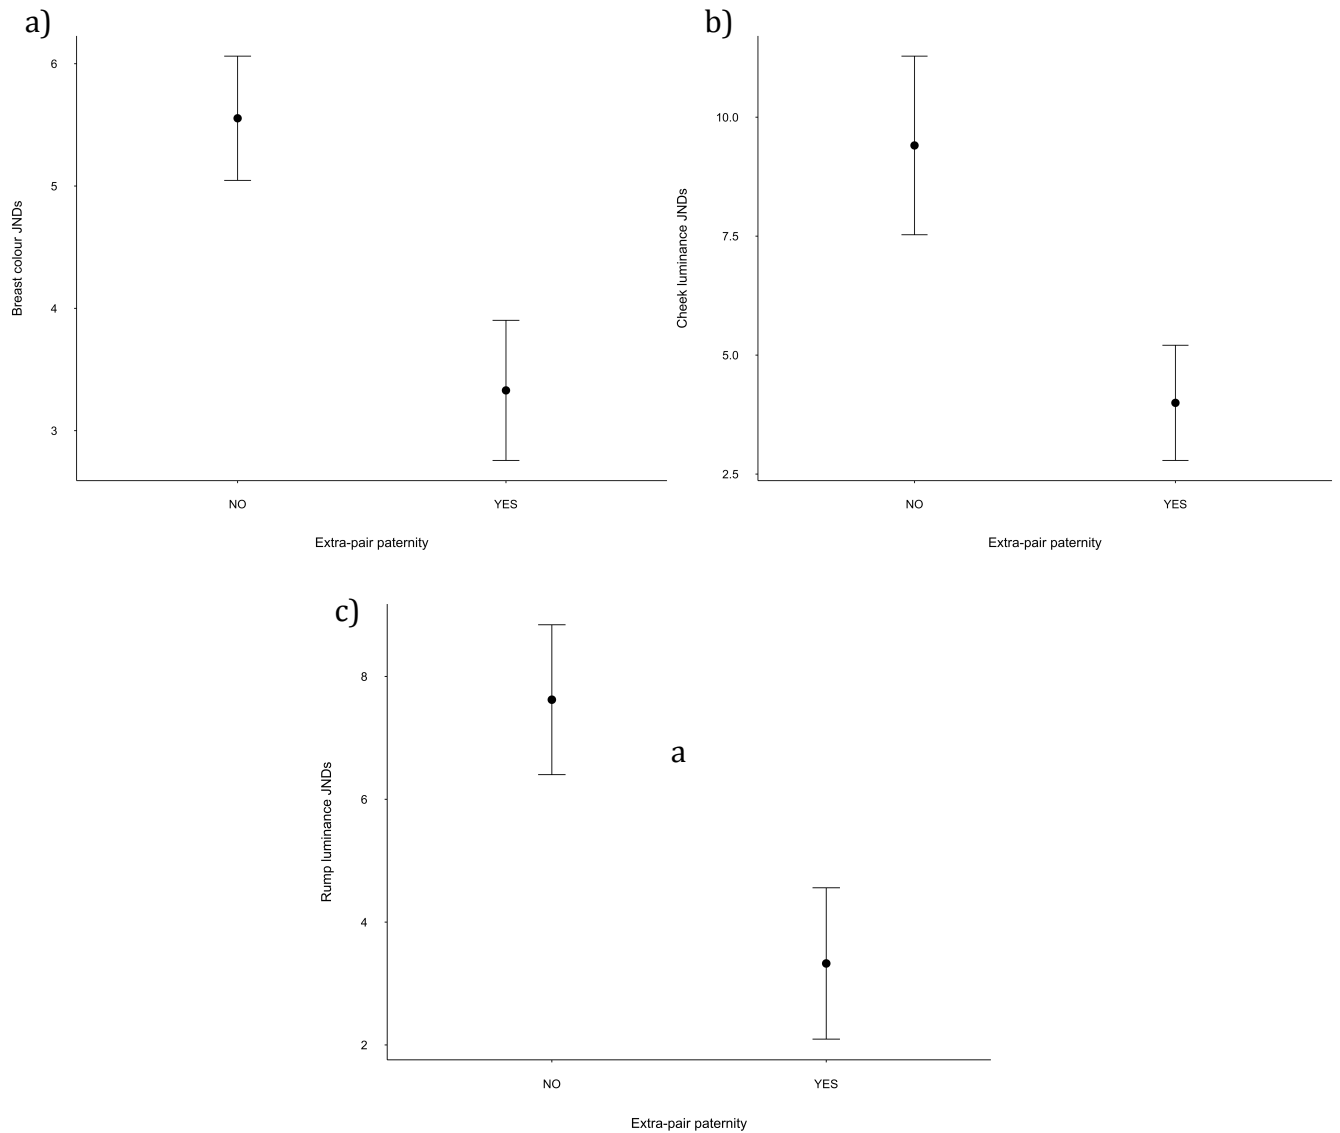 a)
6
5
4
3
Breast colour JNDs
NO YES
Extra-pair paternity
b)
10.0
7.5
5.0
2.5
Cheek luminance JNDs
NO YES
Extra-pair paternity
c)
8
6
4
2
Rump luminance JNDs
a
NO YES
Extra-pair paternity